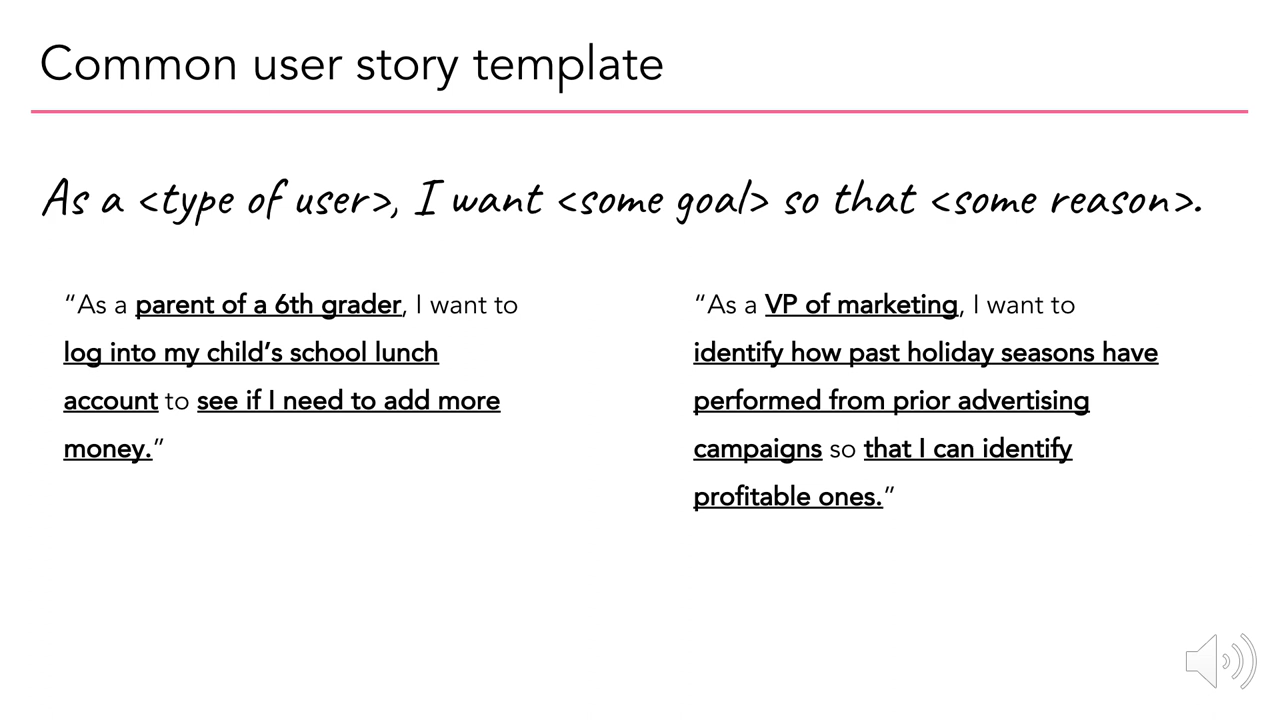 Common user story template
As a <type of user>, I want <some goal> so that <some reason>.
“As a parent of a 6th grader, I want to
log into my child’s school lunch
account to see if I need to add more
money.”
“As a VP of marketing, I want to
identify how past holiday seasons have
performed from prior advertising
campaigns so that I can identify
profitable ones.”